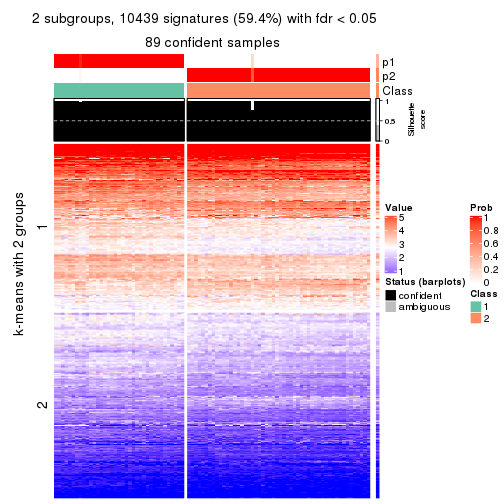 2 subgroups, 10439 signatures (59.4%) with fdr < 0.05
89 confident samples
p1
p2
Class
1
0.5
0
Silhouette
score
k-means with 2 groups
1
2
Value
5
4
3
2
1
Status (barplots)
confident
ambiguous
Prob
1
0.8
0.6
0.4
0.2
0
Class
1
2